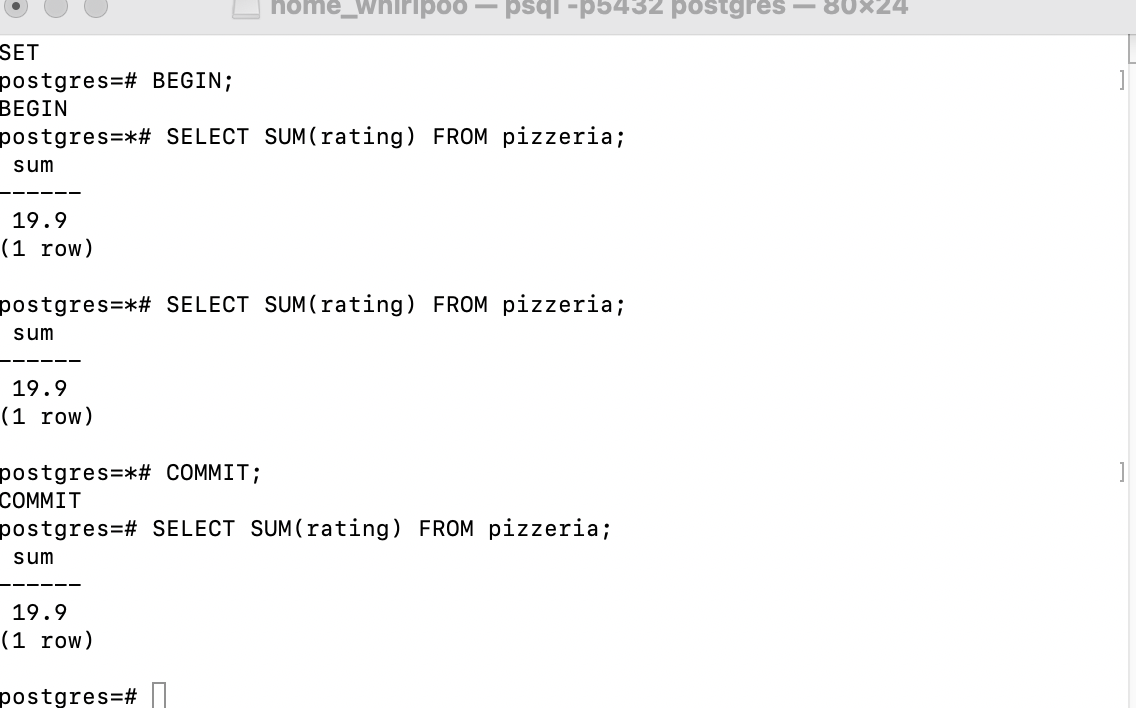 home_whirlpoo — psql -p5432 postgres — 80×24
SET
postgres=# BEGIN; ]
BEGIN
postgres=*# SELECT SUM(rating) FROM pizzeria;
sum
------
19.9
(1 row)
postgres=*# SELECT SUM(rating) FROM pizzeria;
sum
------
19.9
(1 row)
postgres=*# COMMIT; ]
COMMIT
postgres=# SELECT SUM(rating) FROM pizzeria;
sum
------
19.9
(1 row)
postgres=#